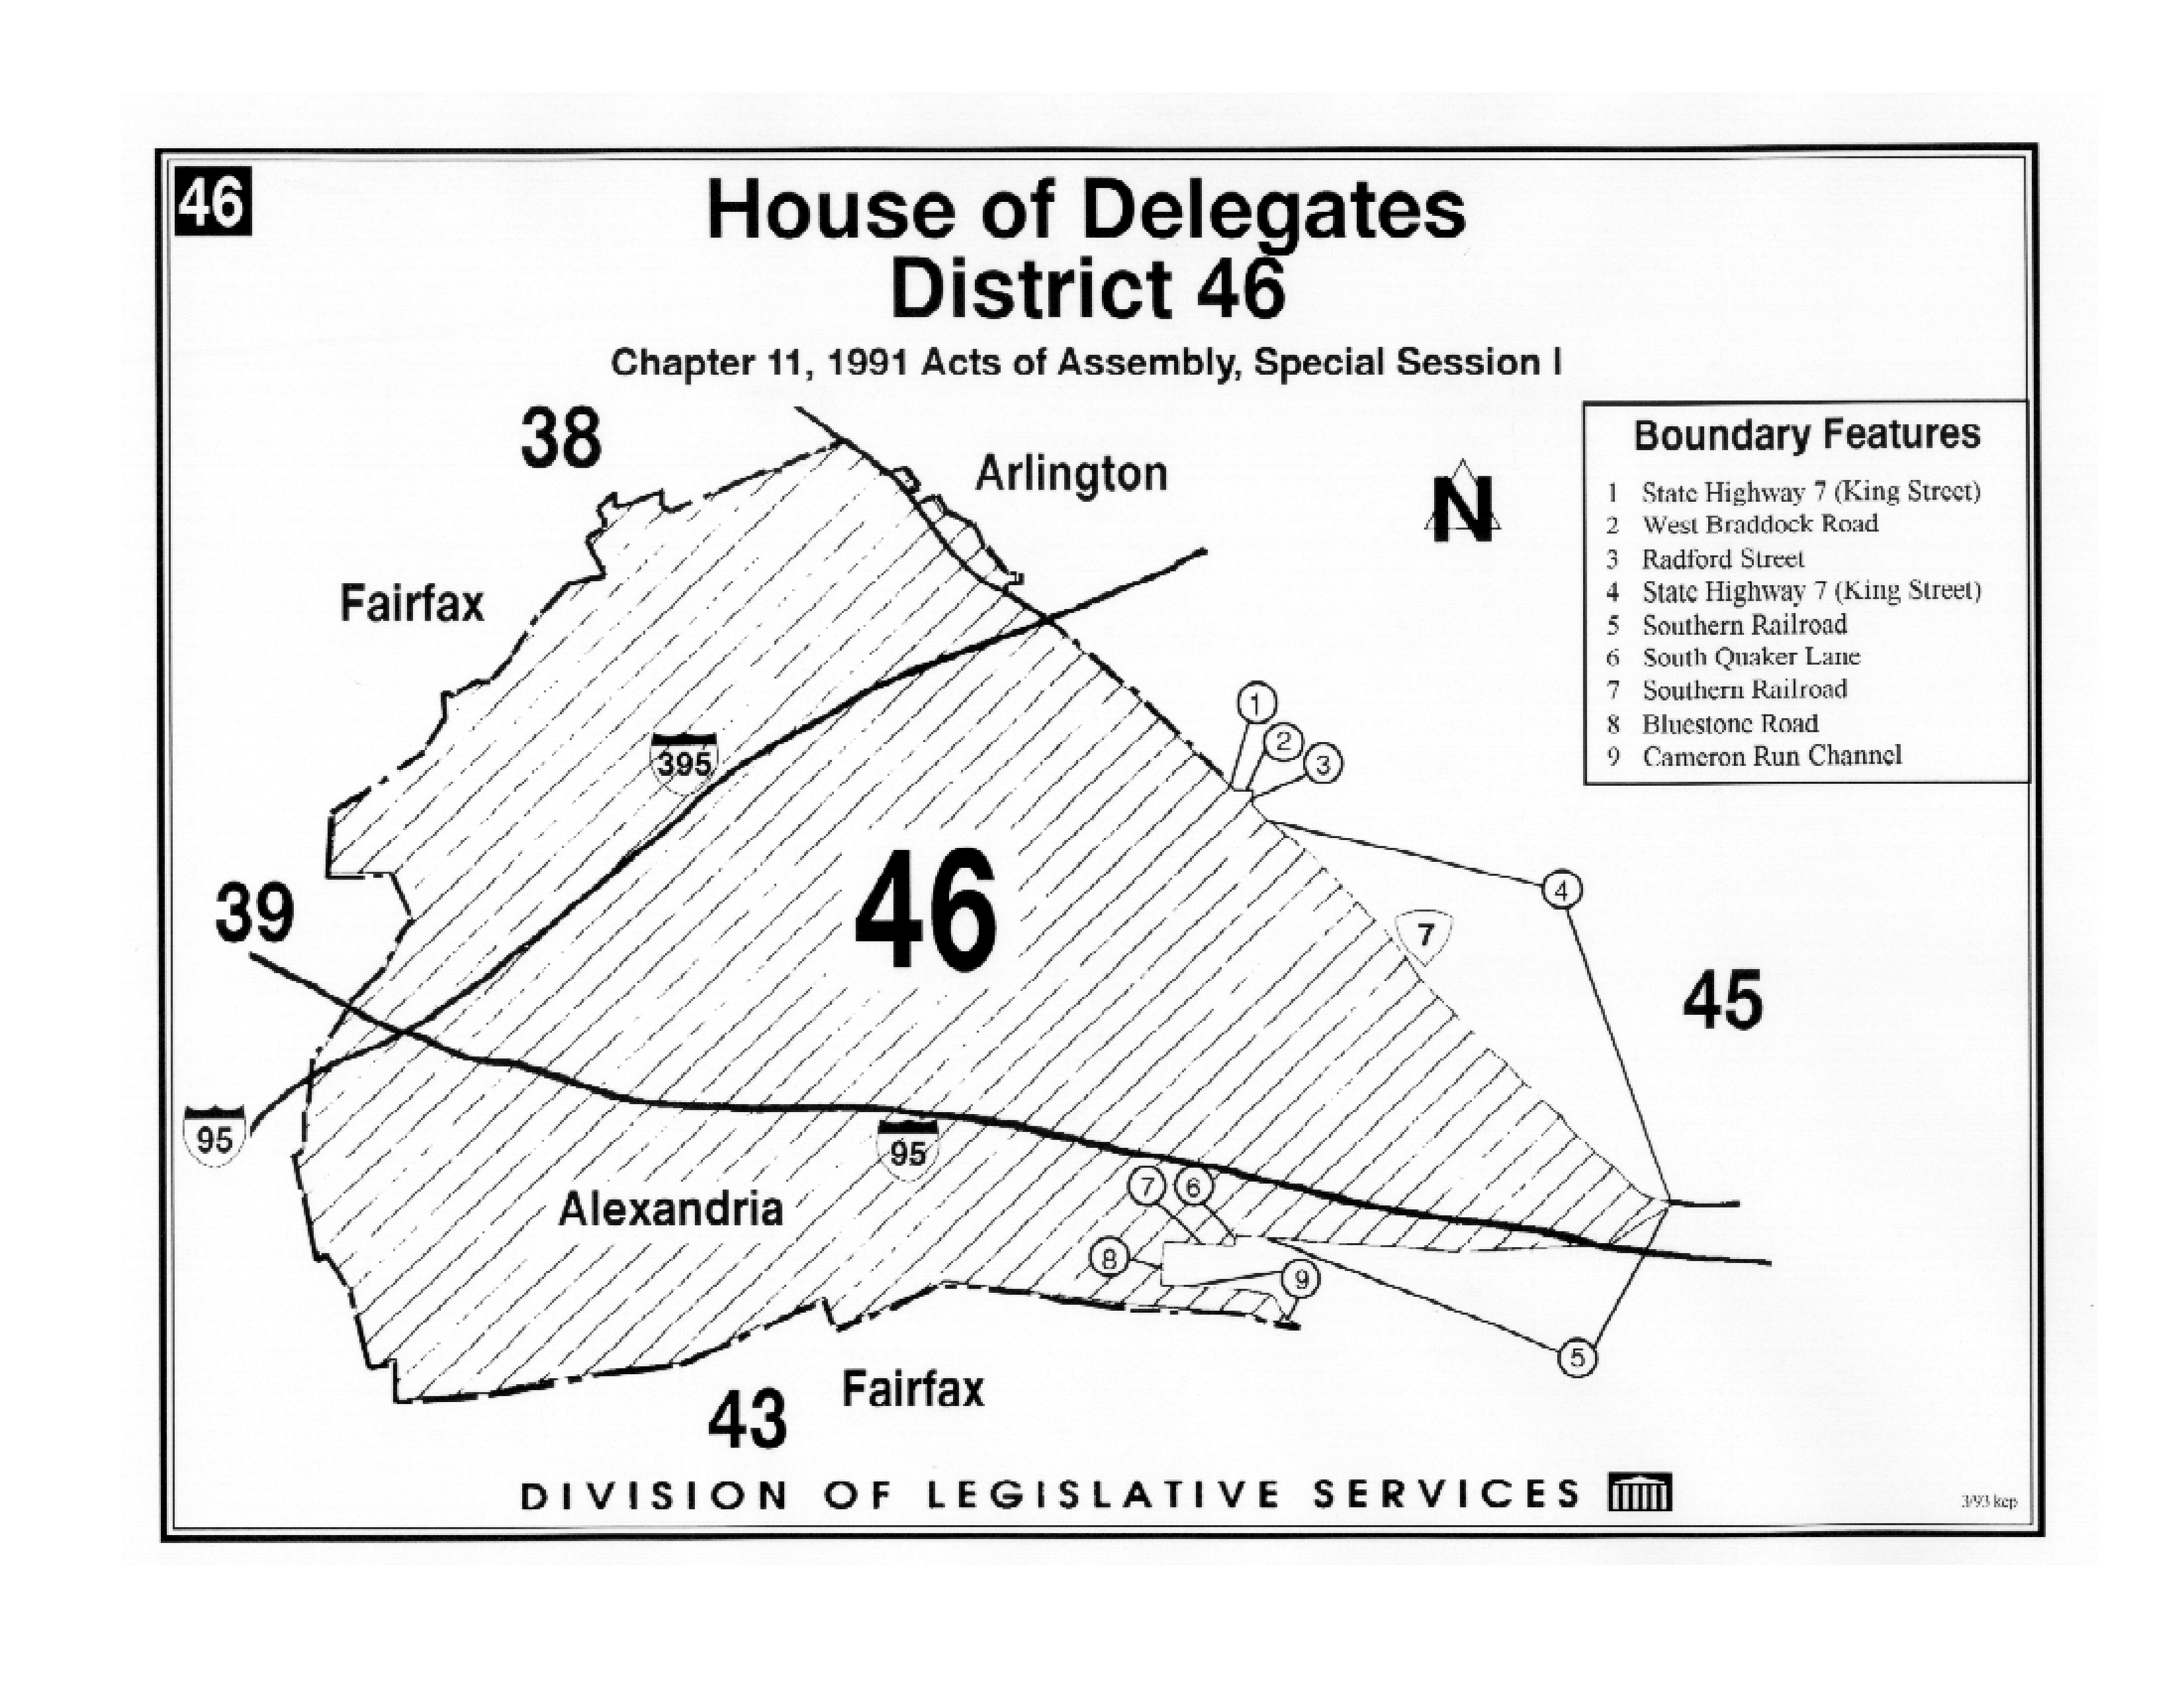 46
House of Delegates
District 46
Chapter 11, 1991 Acts of Assembly, Special Session I
38
Arlington
N
Boundary Features
1 State Highway 7 (King Street)
2 West Braddock Road
3 Radford Street
4 State Highway 7 (King Street)
5 Southern Railroad
6 South Quaker Lane
7 Southern Railroad
8 Bluestone Road
9 Cameron Run Channel
Fairfax
1
2
3
395
46
4
39
7
45
95
95
7
6
Alexandria
8
9
5
43
Fairfax
DIVISION OF LEGISLATIVE SERVICES
3/93 kcp